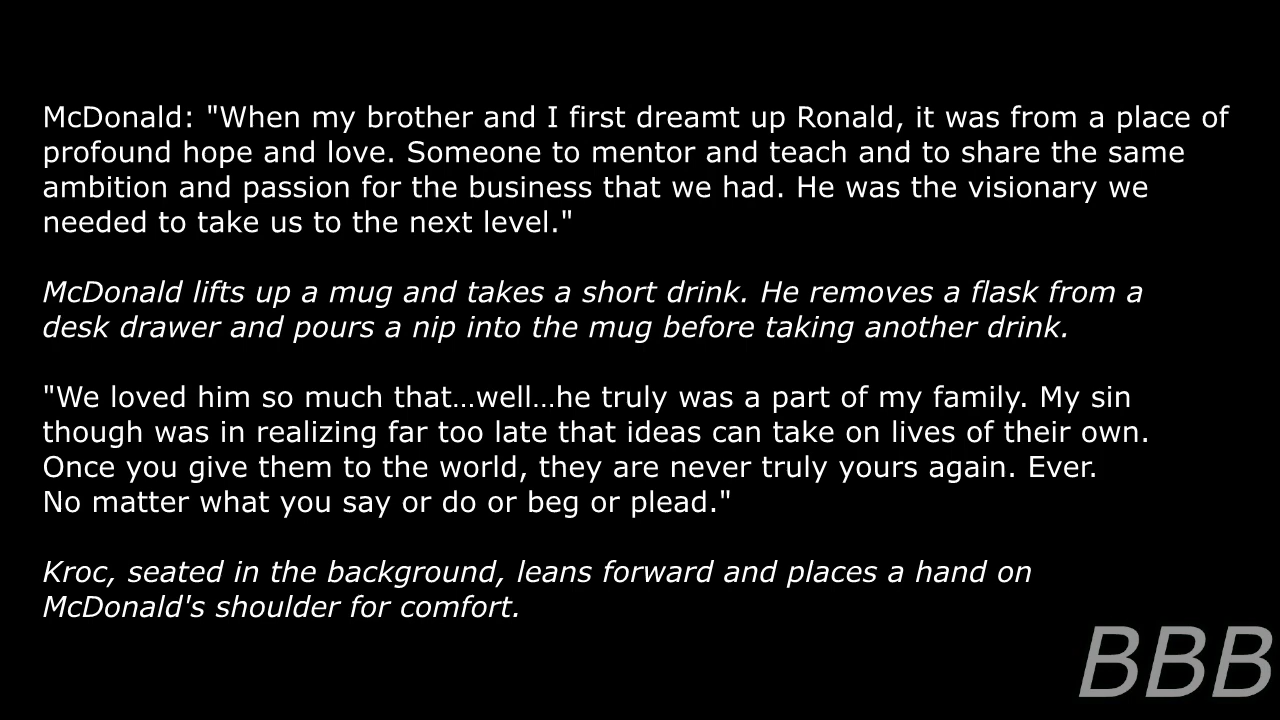 McDonald: "When my brother and I first dreamt up Ronald, it was from a place of
profound hope and love. Someone to mentor and teach and to share the same
ambition and passion for the business that we had. He was the visionary we
needed to take us to the next level."
McDonald lifts up a mug and takes a short drink. He removes a flask from a
desk drawer and pours a nip into the mug before taking another drink.
"We loved him so much that…well…he truly was a part of my family. My sin
though was in realizing far too late that ideas can take on lives of their own.
Once you give them to the world, they are never truly yours again. Ever.
No matter what you say or do or beg or plead."
Kroc, seated in the background, leans forward and places a hand on
McDonald's shoulder for comfort.
BBB